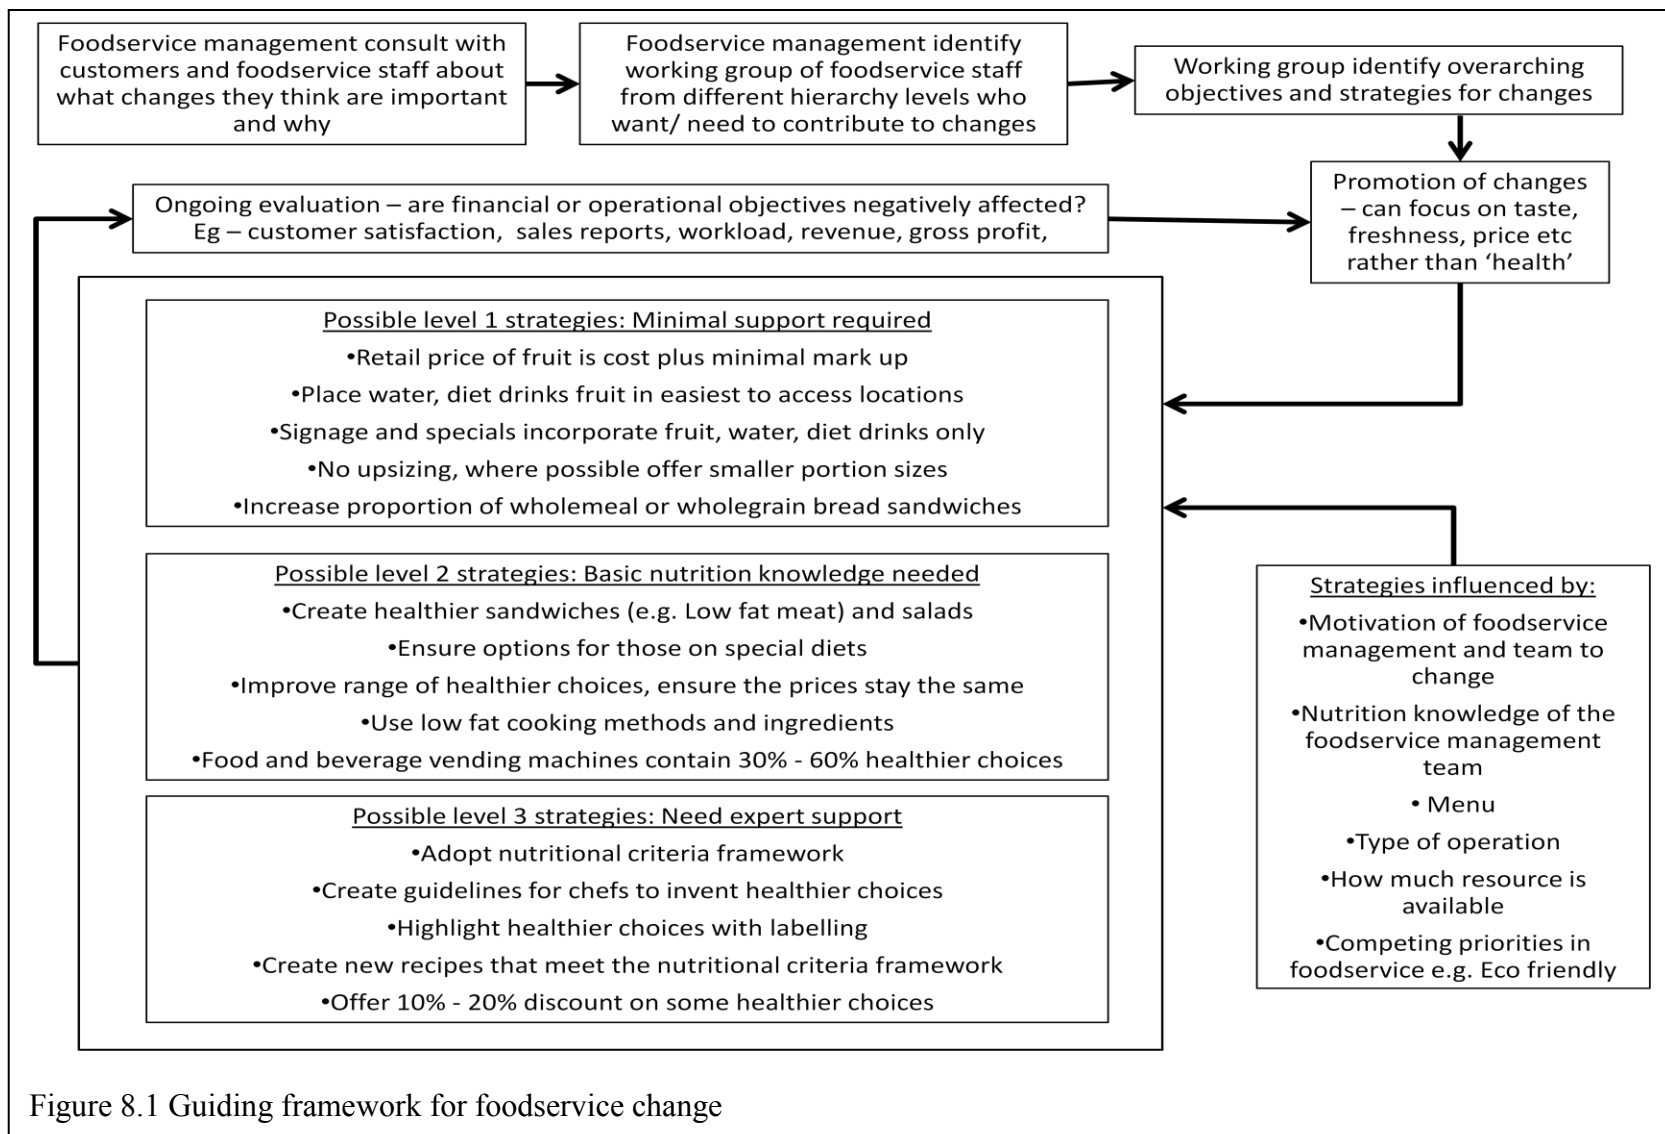 Foodservice management consult with
customers and foodservice staff about
what changes they think are important
and why
Foodservice management identify
working group of foodservice staff
from different hierarchy levels who
want/ need to contribute to changes
Working group identify overarching
objectives and strategies for changes
Promotion of changes
– can focus on taste,
freshness, price etc
rather than ‘health’
Ongoing evaluation – are financial or operational objectives negatively affected?
Eg – customer satisfaction, sales reports, workload, revenue, gross profit,
Possible level 1 strategies: Minimal support required
•Retail price of fruit is cost plus minimal mark up
•Place water, diet drinks fruit in easiest to access locations
•Signage and specials incorporate fruit, water, diet drinks only
•No upsizing, where possible offer smaller portion sizes
•Increase proportion of wholemeal or wholegrain bread sandwiches
Possible level 2 strategies: Basic nutrition knowledge needed
•Create healthier sandwiches (e.g. Low fat meat) and salads
•Ensure options for those on special diets
•Improve range of healthier choices, ensure the prices stay the same
•Use low fat cooking methods and ingredients
•Food and beverage vending machines contain 30% - 60% healthier choices
Possible level 3 strategies: Need expert support
•Adopt nutritional criteria framework
•Create guidelines for chefs to invent healthier choices
•Highlight healthier choices with labelling
•Create new recipes that meet the nutritional criteria framework
•Offer 10% - 20% discount on some healthier choices
Strategies influenced by:
•Motivation of foodservice
management and team to
change
•Nutrition knowledge of the
foodservice management
team
• Menu
•Type of operation
•How much resource is
available
•Competing priorities in
foodservice e.g. Eco friendly
Figure 8.1 Guiding framework for foodservice change